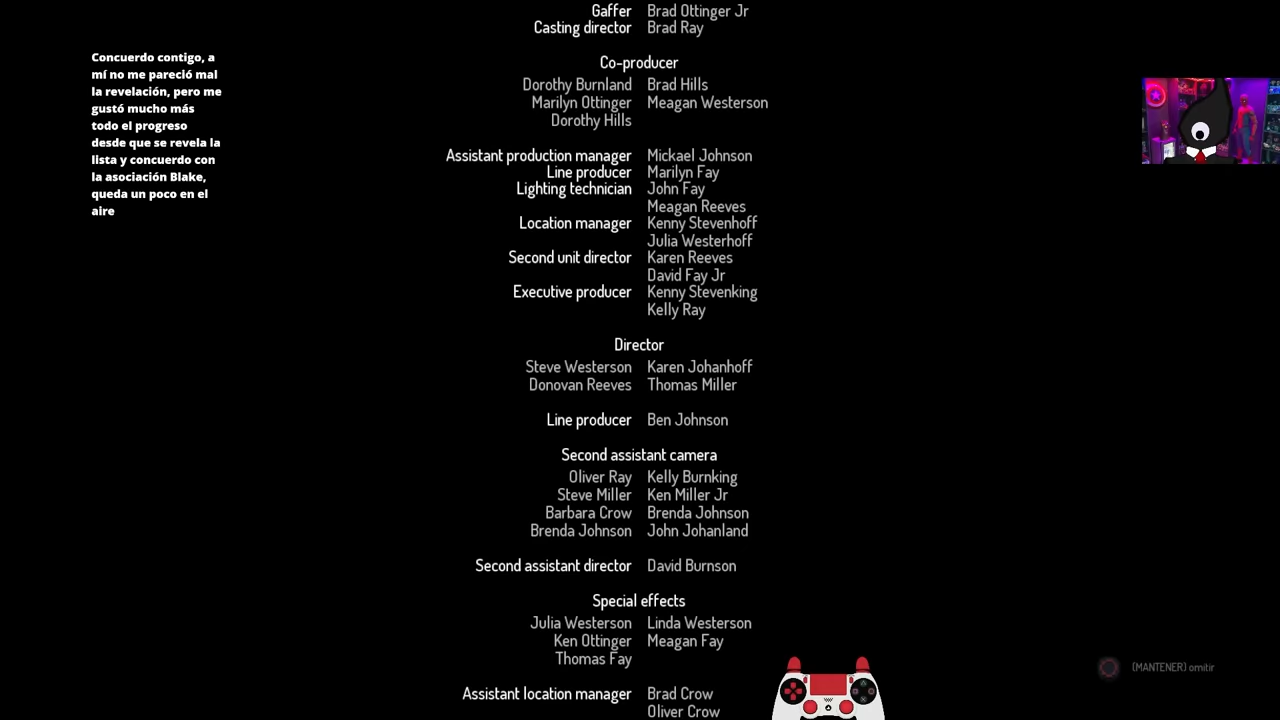 Gaffer Brad Ottinger Jr
Casting director Brad Ray
Concuerdo contigo, a
mí no me pareció mal
la revelación, pero me
gustó mucho más
todo el progreso
desde que se revela la
lista y concuerdo con
la asociación Blake,
queda un poco en el
aire
Co-producer
Dorothy Burnland Brad Hills
Marilyn Ottinger Meagan Westerson
Dorothy Hills
Assistant production manager Mickael Johnson
Line producer Marilyn Fay
Lighting technician John Fay
Meagan Reeves
Location manager Kenny Stevenhoff
Julia Westerhoff
Second unit director Karen Reeves
David Fay Jr
Executive producer Kenny Stevenking
Kelly Ray
Director
Steve Westerson Karen Johanhoff
Donovan Reeves Thomas Miller
Line producer Ben Johnson
Second assistant camera
Oliver Ray Kelly Burnking
Steve Miller Ken Miller Jr
Barbara Crow Brenda Johnson
Brenda Johnson John Johanland
Second assistant director David Burnson
Special effects
Julia Westerson Linda Westerson
Ken Ottinger Meagan Fay
Thomas Fay
Assistant location manager Brad Crow
Oliver Crow
(MANTENER) omitir